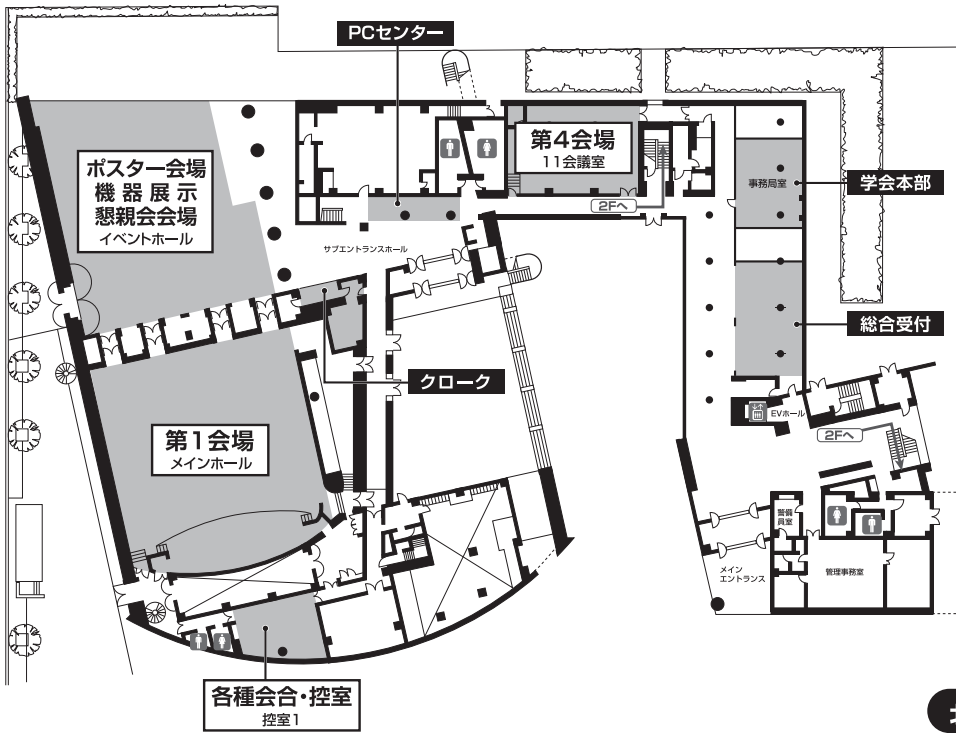 PCセンター
第4会場
11会議室
ポスター会場
機器展示
懇親会会場
イベントホール
事務局室
学会本部
2Fへ
サブエントランスホール
総合受付
クローク
EVホール
2Fへ
第1会場
メインホール
警備
員室
メイン
エントランス
管理事務室
各種会合・控室
控室1